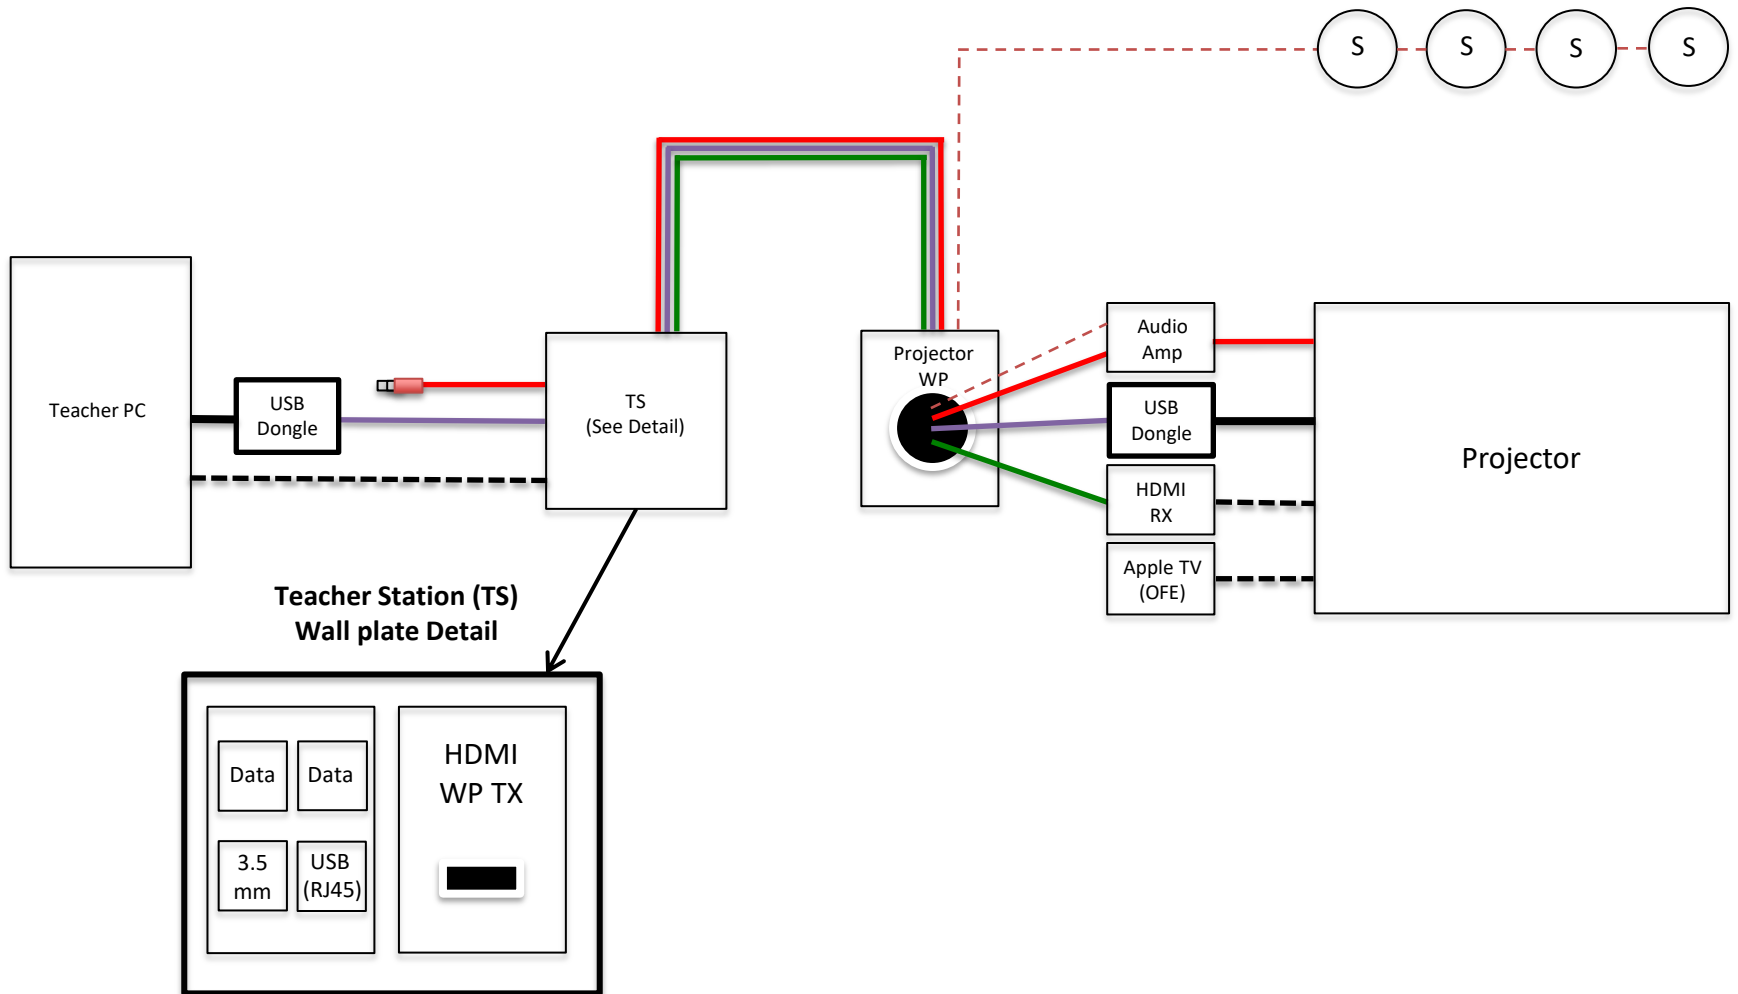 S
S
S
S
Projector
WP
Audio
Amp
Teacher PC
USB
Dongle
TS
(See Detail)
USB
Dongle
Projector
HDMI
RX
Apple TV
(OFE)
Teacher Station (TS)
Wall plate Detail
Data
Data
3.5
mm
USB
(RJ45)
HDMI
WP TX